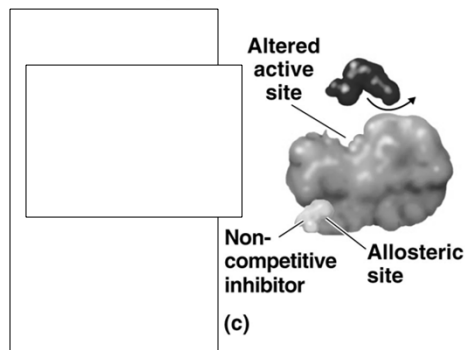 Altered
active
site
Non-
competitive
inhibitor
Allosteric
site
(c)